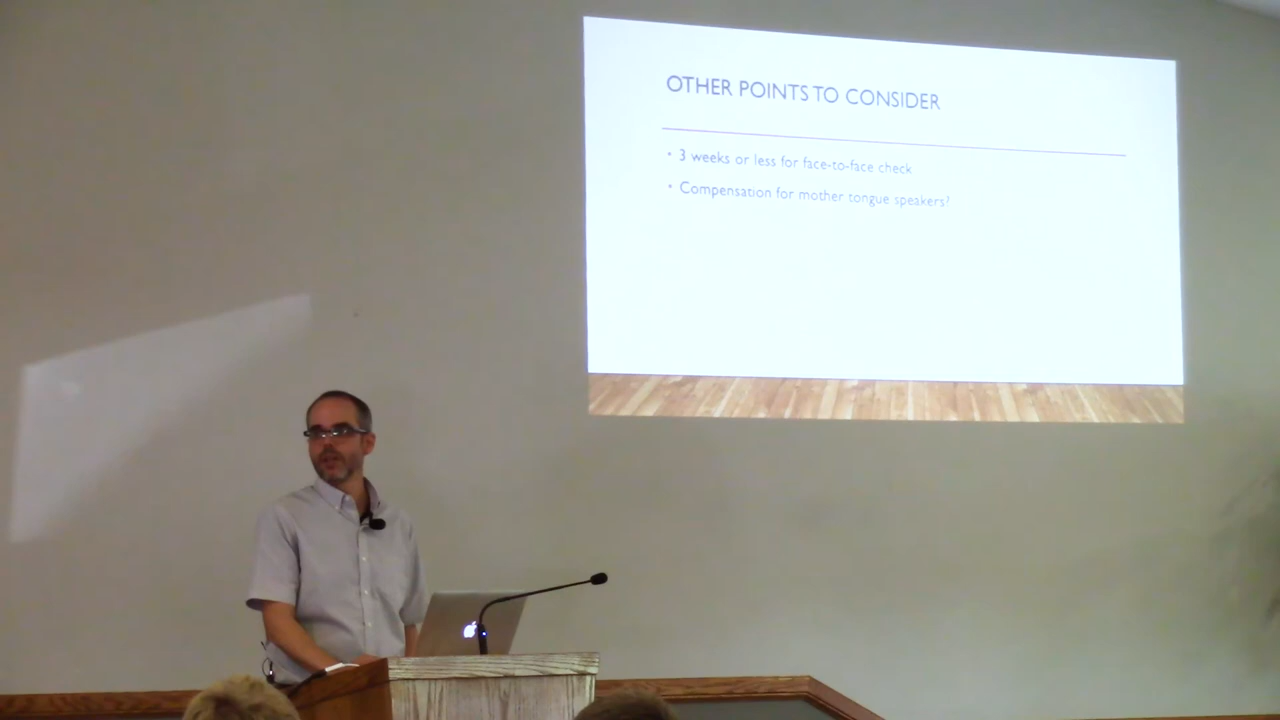 OTHER POINTS TO CONSIDER
• 3 weeks or less for face-to-face check
• Compensation for mother tongue speakers?